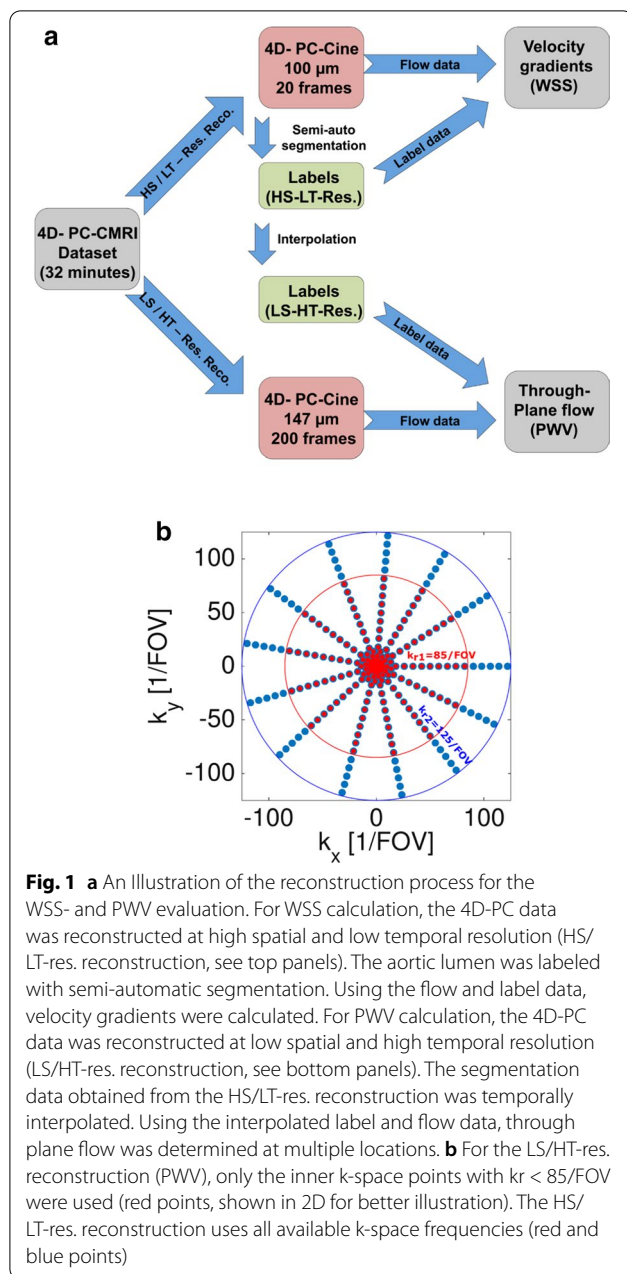 a
4D- PC-Cine
100 µm
20 frames
Flow data
Velocity
gradients
(WSS)
HS / LT – Res. Reco.
Semi-auto
segmentation
Label data
Labels
(HS-LT-Res.)
4D- PC-CMRI
Dataset
(32 minutes)
Interpolation
Labels
(LS-HT-Res.)
LS / HT – Res. Reco.
Label data
4D- PC-Cine
147 µm
200 frames
Flow data
Through-
Plane flow
(PWV)
b
100
50
0
-50
-100
k_y [1/FOV]
k_r1=85/FOV
k_r2=125/FOV
-100 0 100
k_x [1/FOV]
Fig. 1 a An Illustration of the reconstruction process for the
WSS- and PWV evaluation. For WSS calculation, the 4D-PC data
was reconstructed at high spatial and low temporal resolution (HS/
LT-res. reconstruction, see top panels). The aortic lumen was labeled
with semi-automatic segmentation. Using the flow and label data,
velocity gradients were calculated. For PWV calculation, the 4D-PC
data was reconstructed at low spatial and high temporal resolution
(LS/HT-res. reconstruction, see bottom panels). The segmentation
data obtained from the HS/LT-res. reconstruction was temporally
interpolated. Using the interpolated label and flow data, through
plane flow was determined at multiple locations. b For the LS/HT-res.
reconstruction (PWV), only the inner k-space points with kr < 85/FOV
were used (red points, shown in 2D for better illustration). The HS/
LT-res. reconstruction uses all available k-space frequencies (red and
blue points)